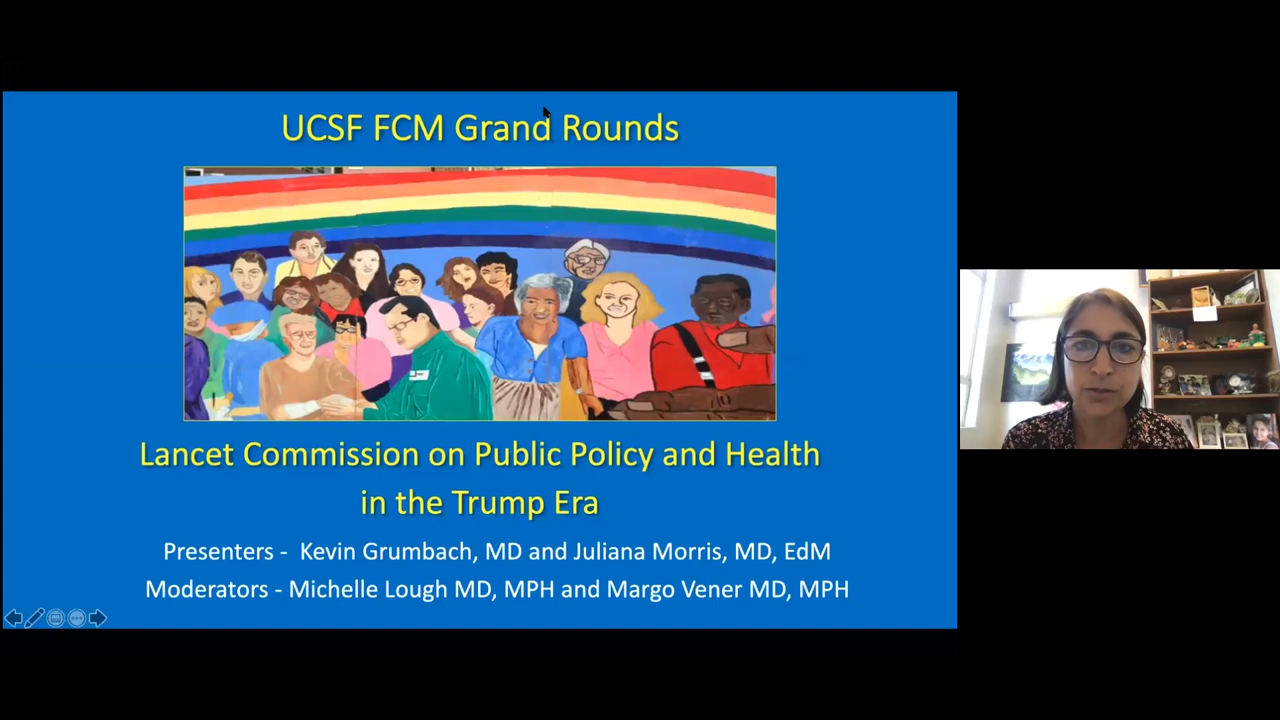 UCSF FCM Grand Rounds
Lancet Commission on Public Policy and Health
in the Trump Era
Presenters -  Kevin Grumbach, MD and Juliana Morris, MD, EdM
Moderators - Michelle Lough MD, MPH and Margo Vener MD, MPH